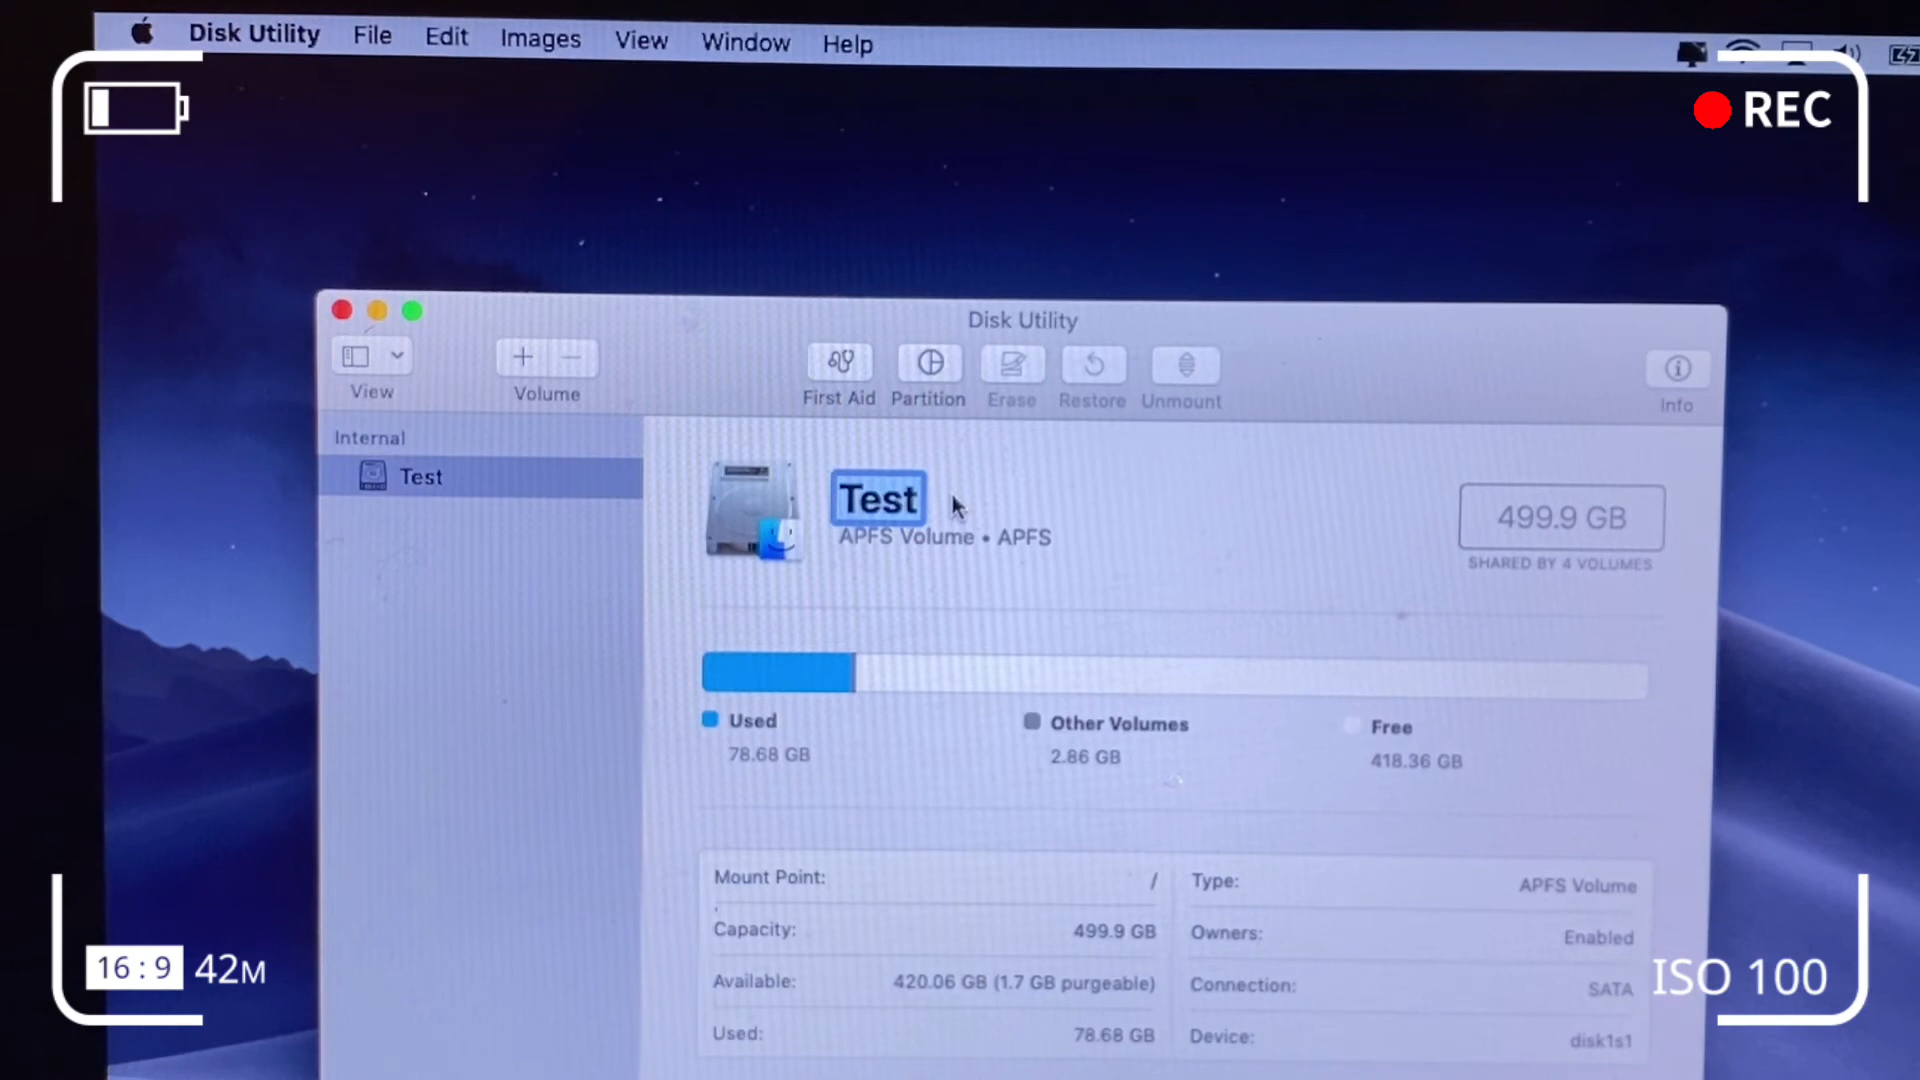 Disk Utility File Edit Images View Window Help
REC
Disk Utility
View Volume First Aid Partition Erase Restore Unmount Info
Internal
Test
Test
APFS Volume • APFS
499.9 GB
SHARED BY 4 VOLUMES
Used
78.68 GB
Other Volumes
2.86 GB
Free
418.36 GB
Mount Point: /
Type: APFS Volume
Capacity: 499.9 GB
Owners: Enabled
Available: 420.06 GB (1.7 GB purgeable)
Connection: SATA
Used: 78.68 GB
Device: disk1s1
16:9 42M
ISO 100